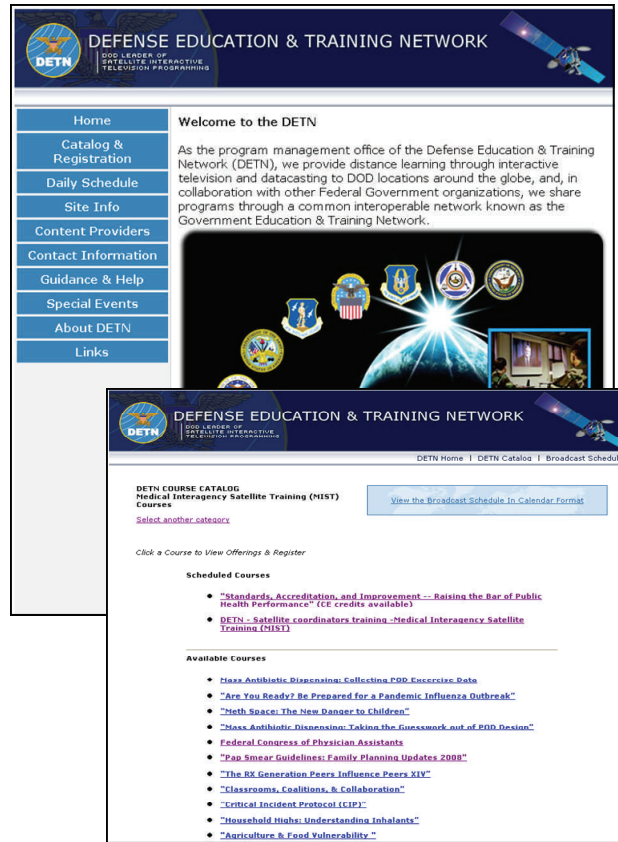 DEFENSE EDUCATION & TRAINING NETWORK
DOD LEADER OF
SATELLITE INTERACTIVE
TELEVISION PROGRAMMING
DETN
Home
Catalog &
Registration
Daily Schedule
Site Info
Content Providers
Contact Information
Guidance & Help
Special Events
About DETN
Links
Welcome to the DETN
As the program management office of the Defense Education & Training
Network (DETN), we provide distance learning through interactive
television and datacasting to DOD locations around the globe, and, in
collaboration with other Federal Government organizations, we share
programs through a common interoperable network known as the
Government Education & Training Network.
DEFENSE EDUCATION & TRAINING NETWORK
DOD LEADER OF
SATELLITE INTERACTIVE
TELEVISION PROGRAMMING
DETN
DETN Home | DETN Catalog | Broadcast Schedul
DETN COURSE CATALOG
Medical Interagency Satellite Training (MIST)
Courses
View the Broadcast Schedule In Calendar Format
Select another category
Click a Course to View Offerings & Register
Scheduled Courses
"Standards, Accreditation, and Improvement -- Raising the Bar of Public
Health Performance" (CE credits available)
DETN - Satellite coordinators training -Medical Interagency Satellite
Training (MIST)
Available Courses
Mass Antibiotic Dispensing: Collecting POD Excercise Data
"Are You Ready? Be Prepared for a Pandemic Influenza Outbreak"
"Meth Space: The New Danger to Children"
"Mass Antibiotic Dispensing: Taking the Guesswork out of POD Design"
Federal Congress of Physician Assistants
"Pap Smear Guidelines: Family Planning Updates 2008"
"The RX Generation Peers Influence Peers XIV"
"Classrooms, Coalitions, & Collaboration"
"Critical Incident Protocol (CIP)"
"Household Highs: Understanding Inhalants"
"Agriculture & Food Vulnerability "